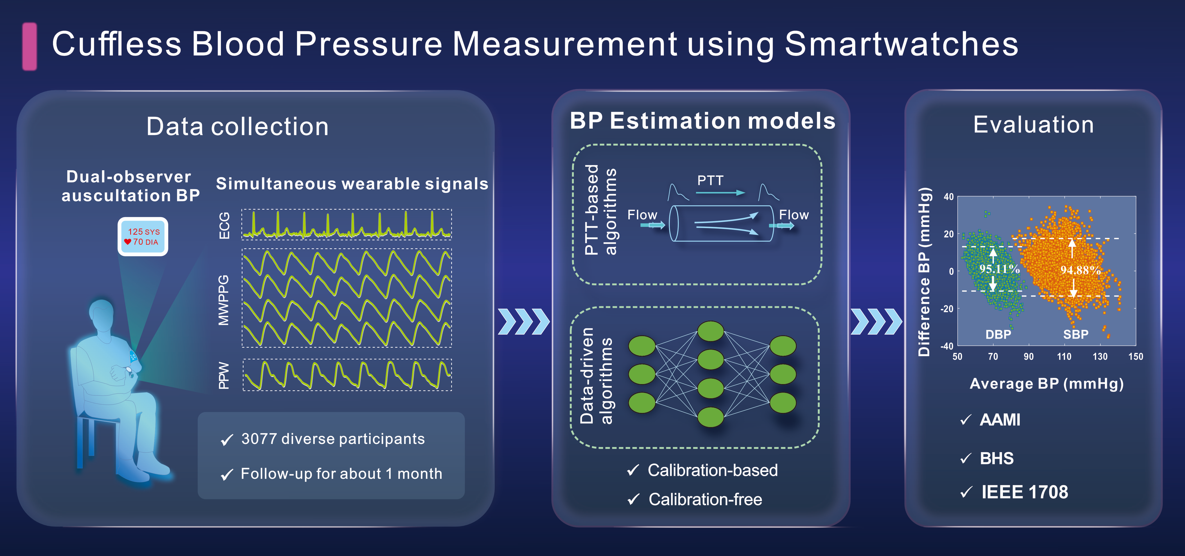 Cuffless Blood Pressure Measurement using Smartwatches
Data collection
Dual-observer
auscultation BP
Simultaneous wearable signals
125 SYS
70 DIA
ECG
MWPPG
PPW
✓ 3077 diverse participants
✓ Follow-up for about 1 month
BP Estimation models
PTT-based
algorithms
PTT
Flow
Flow
Data-driven
algorithms
✓ Calibration-based
✓ Calibration-free
Evaluation
Difference BP (mmHg)
40
20
0
-20
-40
95.11%
94.88%
DBP
SBP
50 70 90 110 130 150
Average BP (mmHg)
✓ AAMI
✓ BHS
✓ IEEE 1708